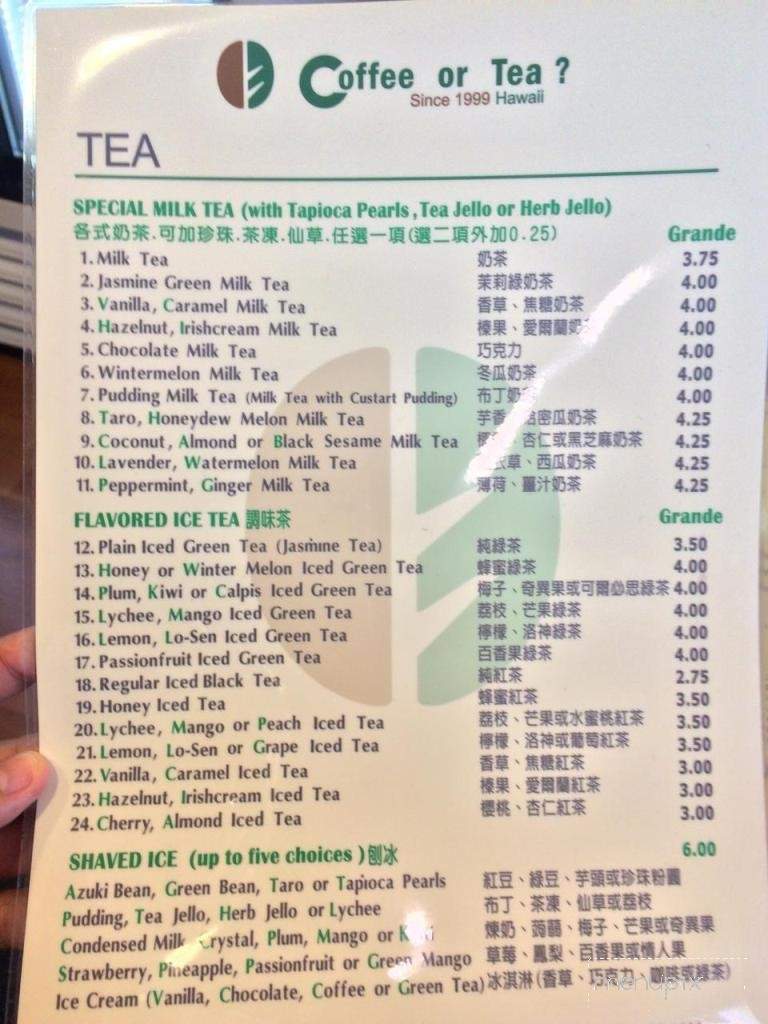 Coffee or Tea ?
Since 1999 Hawaii
TEA
SPECIAL MILK TEA (with Tapioca Pearls , Tea Jello or Herb Jello)
各式奶茶.可加珍珠.茶凍.仙草.任選一項(選二項外加0.25) Grande
1. Milk Tea 奶茶 3.75
2. Jasmine Green Milk Tea 茉莉綠奶茶 4.00
3. Vanilla, Caramel Milk Tea 香草、焦糖奶茶 4.00
4. Hazelnut, Irishcream Milk Tea 榛果、愛爾蘭奶 4.00
5. Chocolate Milk Tea 巧克力 4.00
6. Wintermelon Milk Tea 冬瓜奶茶 4.00
7. Pudding Milk Tea (Milk Tea with Custart Pudding) 布丁奶 4.00
8. Taro, Honeydew Melon Milk Tea 芋香 密瓜奶茶 4.25
9. Coconut, Almond or Black Sesame Milk Tea 杏仁或黑芝麻奶茶 4.25
10. Lavender, Watermelon Milk Tea 衣草、西瓜奶茶 4.25
11. Peppermint, Ginger Milk Tea 薄荷、薑汁奶茶 4.25
FLAVORED ICE TEA 調味茶 Grande
12. Plain Iced Green Tea (Jasmine Tea) 純綠茶 3.50
13. Honey or Winter Melon Iced Green Tea 蜂蜜綠茶 4.00
14. Plum, Kiwi or Calpis Iced Green Tea 梅子、奇異果或可爾必思綠茶 4.00
15. Lychee, Mango Iced Green Tea 荔枝、芒果綠茶 4.00
16. Lemon, Lo-Sen Iced Green Tea 檸檬、洛神綠茶 4.00
17. Passionfruit Iced Green Tea 百香果綠茶 4.00
18. Regular Iced Black Tea 純紅茶 2.75
19. Honey Iced Tea 蜂蜜紅茶 3.50
20. Lychee, Mango or Peach Iced Tea 荔枝、芒果或水蜜桃紅茶 3.50
21. Lemon, Lo-Sen or Grape Iced Tea 檸檬、洛神或葡萄紅茶 3.50
22. Vanilla, Caramel Iced Tea 香草、焦糖紅茶 3.00
23. Hazelnut, Irishcream Iced Tea 榛果、愛爾蘭紅茶 3.00
24. Cherry, Almond Iced Tea 櫻桃、杏仁紅茶 3.00
SHAVED ICE (up to five choices )刨冰 6.00
Azuki Bean, Green Bean, Taro or Tapioca Pearls 紅豆、綠豆、芋頭或珍珠粉圓
Pudding, Tea Jello, Herb Jello or Lychee 布丁、茶凍、仙草或荔枝
Condensed Milk, Crystal, Plum, Mango or 煉奶、蒟蒻、梅子、芒果或奇異果
Strawberry, Pineapple, Passionfruit or Green Mango 草莓、鳳梨、百香果或情人果
Ice Cream (Vanilla, Chocolate, Coffee or Green Tea) 冰淇淋(香草、巧克力、咖啡或綠茶)
menupix